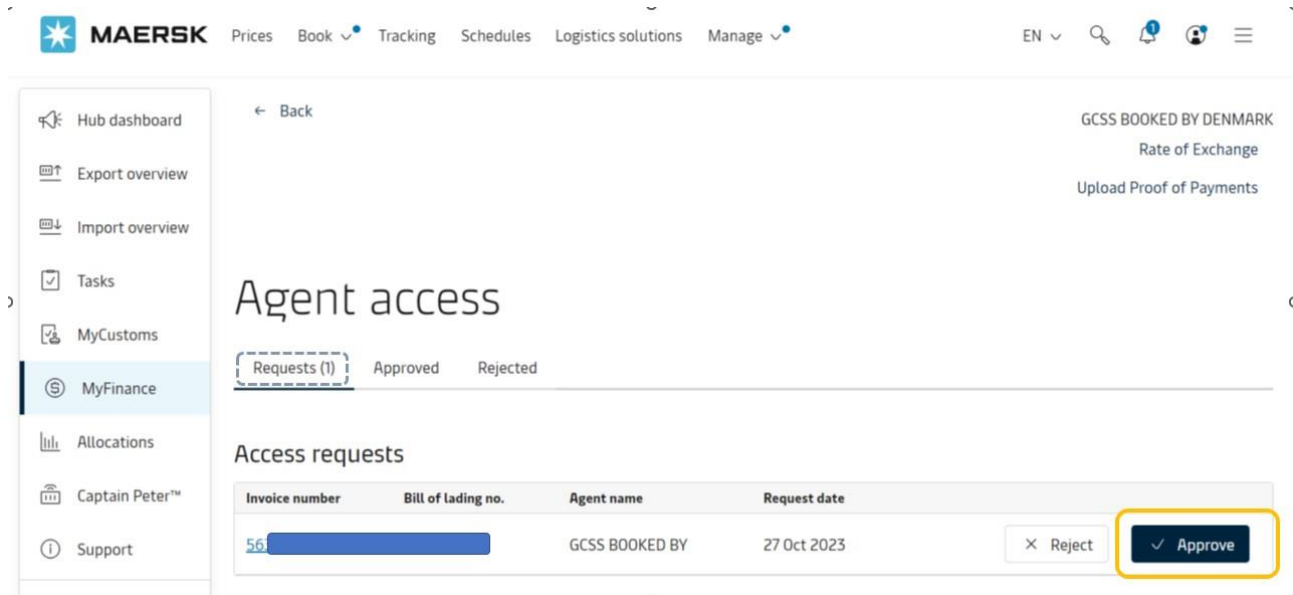 MAERSK Prices Book Tracking Schedules Logistics solutions Manage EN 1
Hub dashboard
Export overview
Import overview
Tasks
MyCustoms
MyFinance
Allocations
Captain Peter™
Support
← Back
GCSS BOOKED BY DENMARK
Rate of Exchange
Upload Proof of Payments
Agent access
Requests (1) Approved Rejected
Access requests
Invoice number Bill of lading no. Agent name Request date
GCSS BOOKED BY 27 Oct 2023 Reject Approve